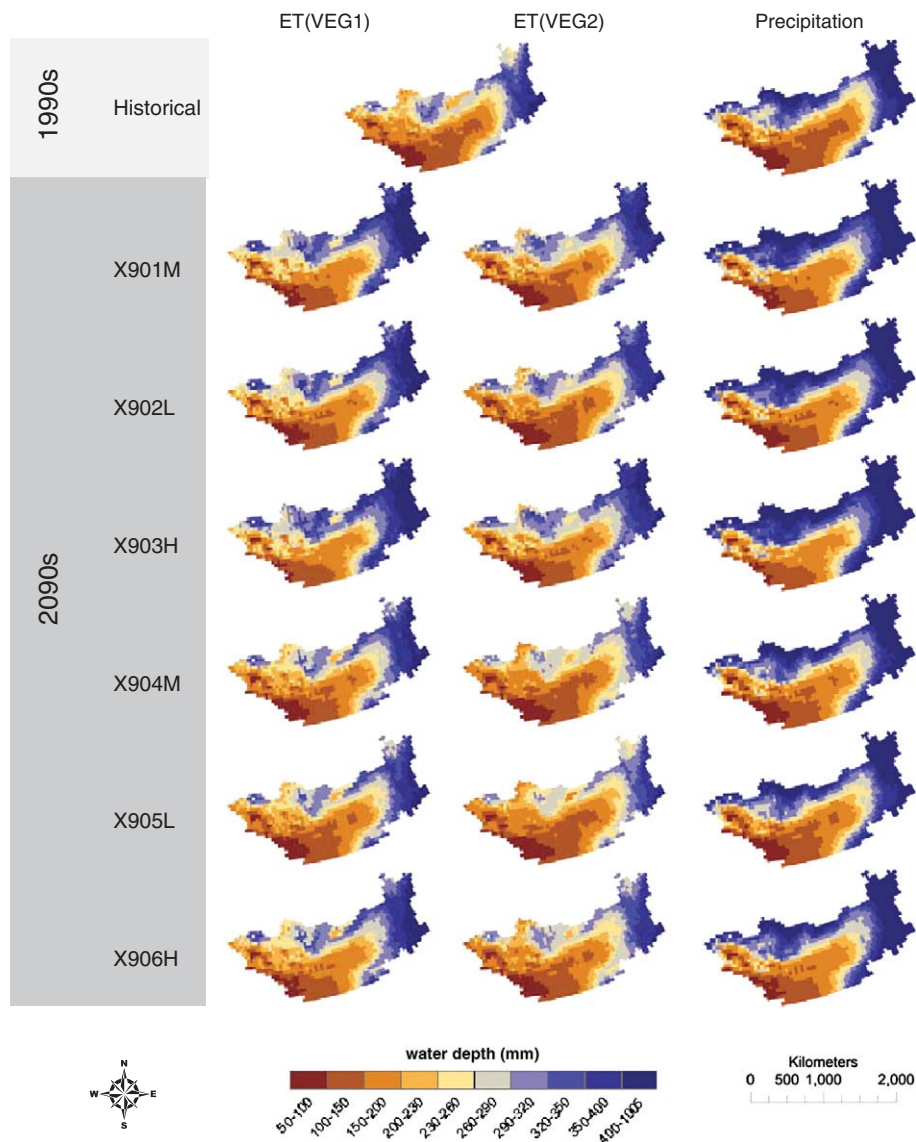 ET(VEG1) ET(VEG2) Precipitation
1990s
Historical
2090s
X901M
X902L
X903H
X904M
X905L
X906H
N
W E
S
water depth (mm)
50-100 100-150 150-200 200-230 230-260 260-290 290-320 320-350 350-400 400-1005
Kilometers
0 500 1,000 2,000